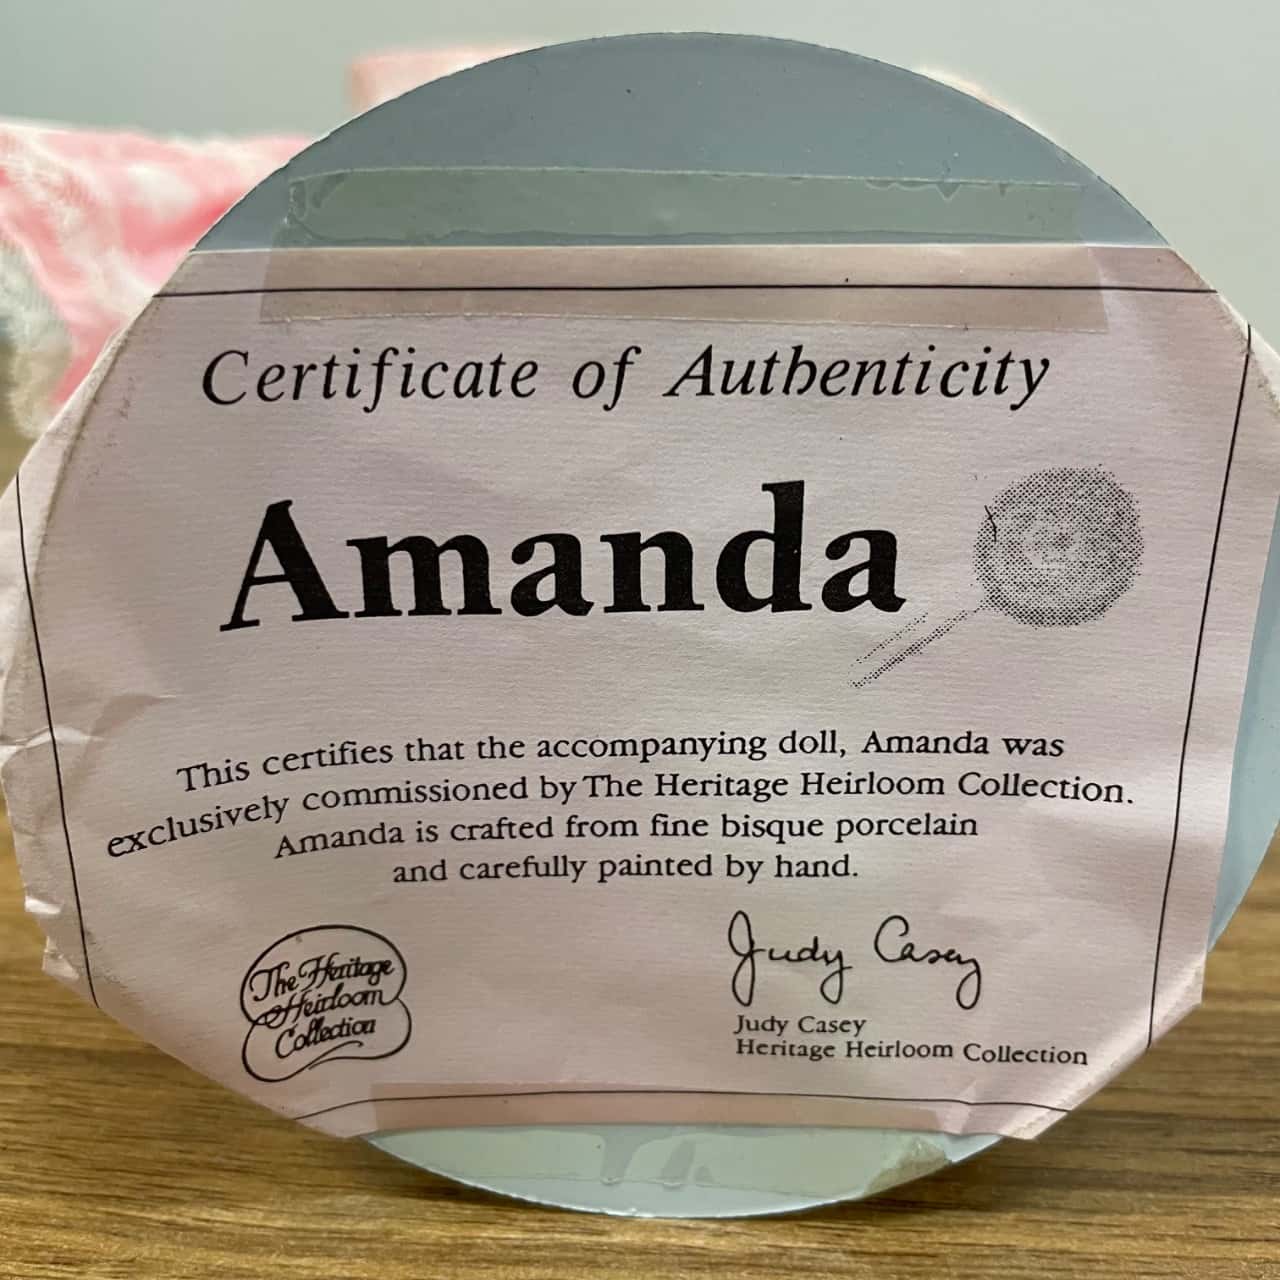 Certificate of Authenticity
Amanda
This certifies that the accompanying doll, Amanda was
exclusively commissioned by The Heritage Heirloom Collection.
Amanda is crafted from fine bisque porcelain
and carefully painted by hand.
The Heritage
Heirloom
Collection
Judy Casey
Judy Casey
Heritage Heirloom Collection